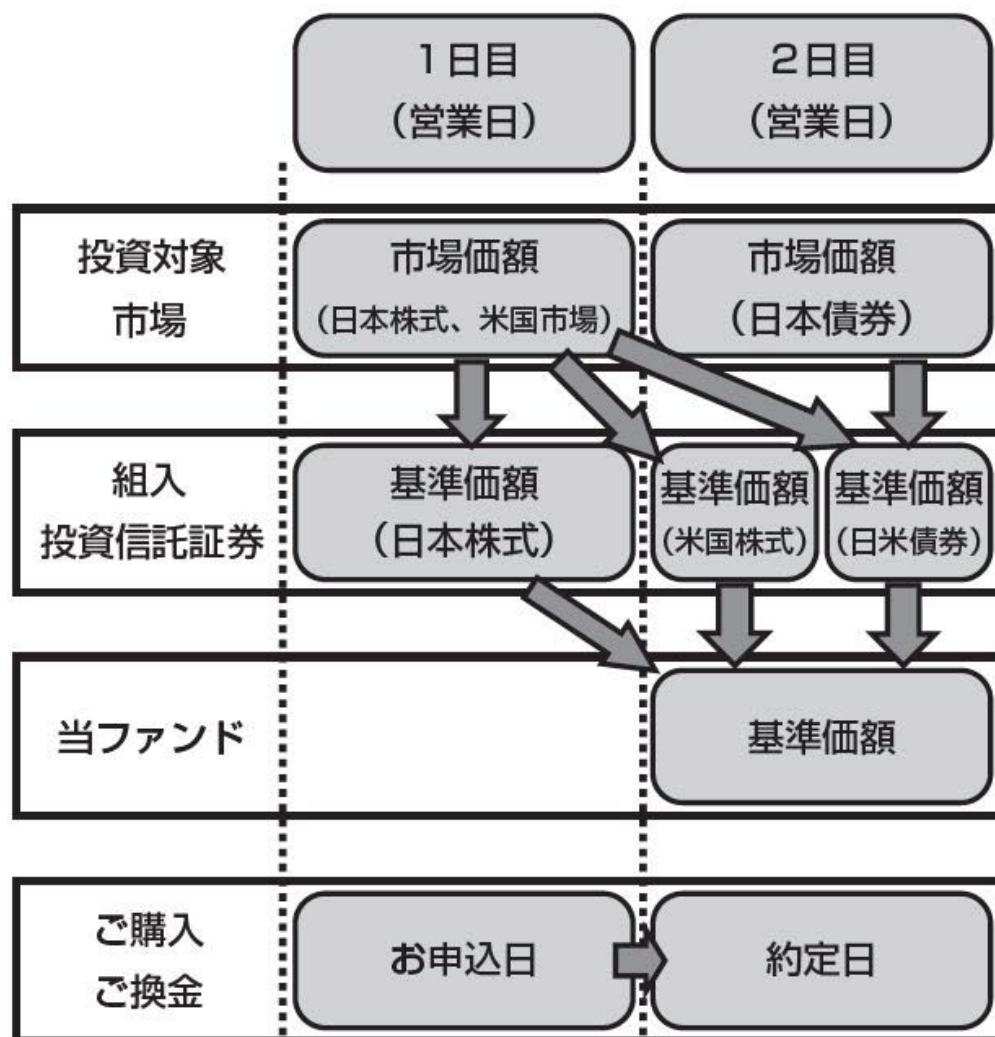 1日目
（営業日）
2日目
（営業日）
投資対象
市場
市場価額
（日本株式、米国市場）
市場価額
（日本債券）
組入
投資信託証券
基準価額
（日本株式）
基準価額
（米国株式）
基準価額
（日米債券）
当ファンド
基準価額
ご購入
ご換金
お申込日
約定日